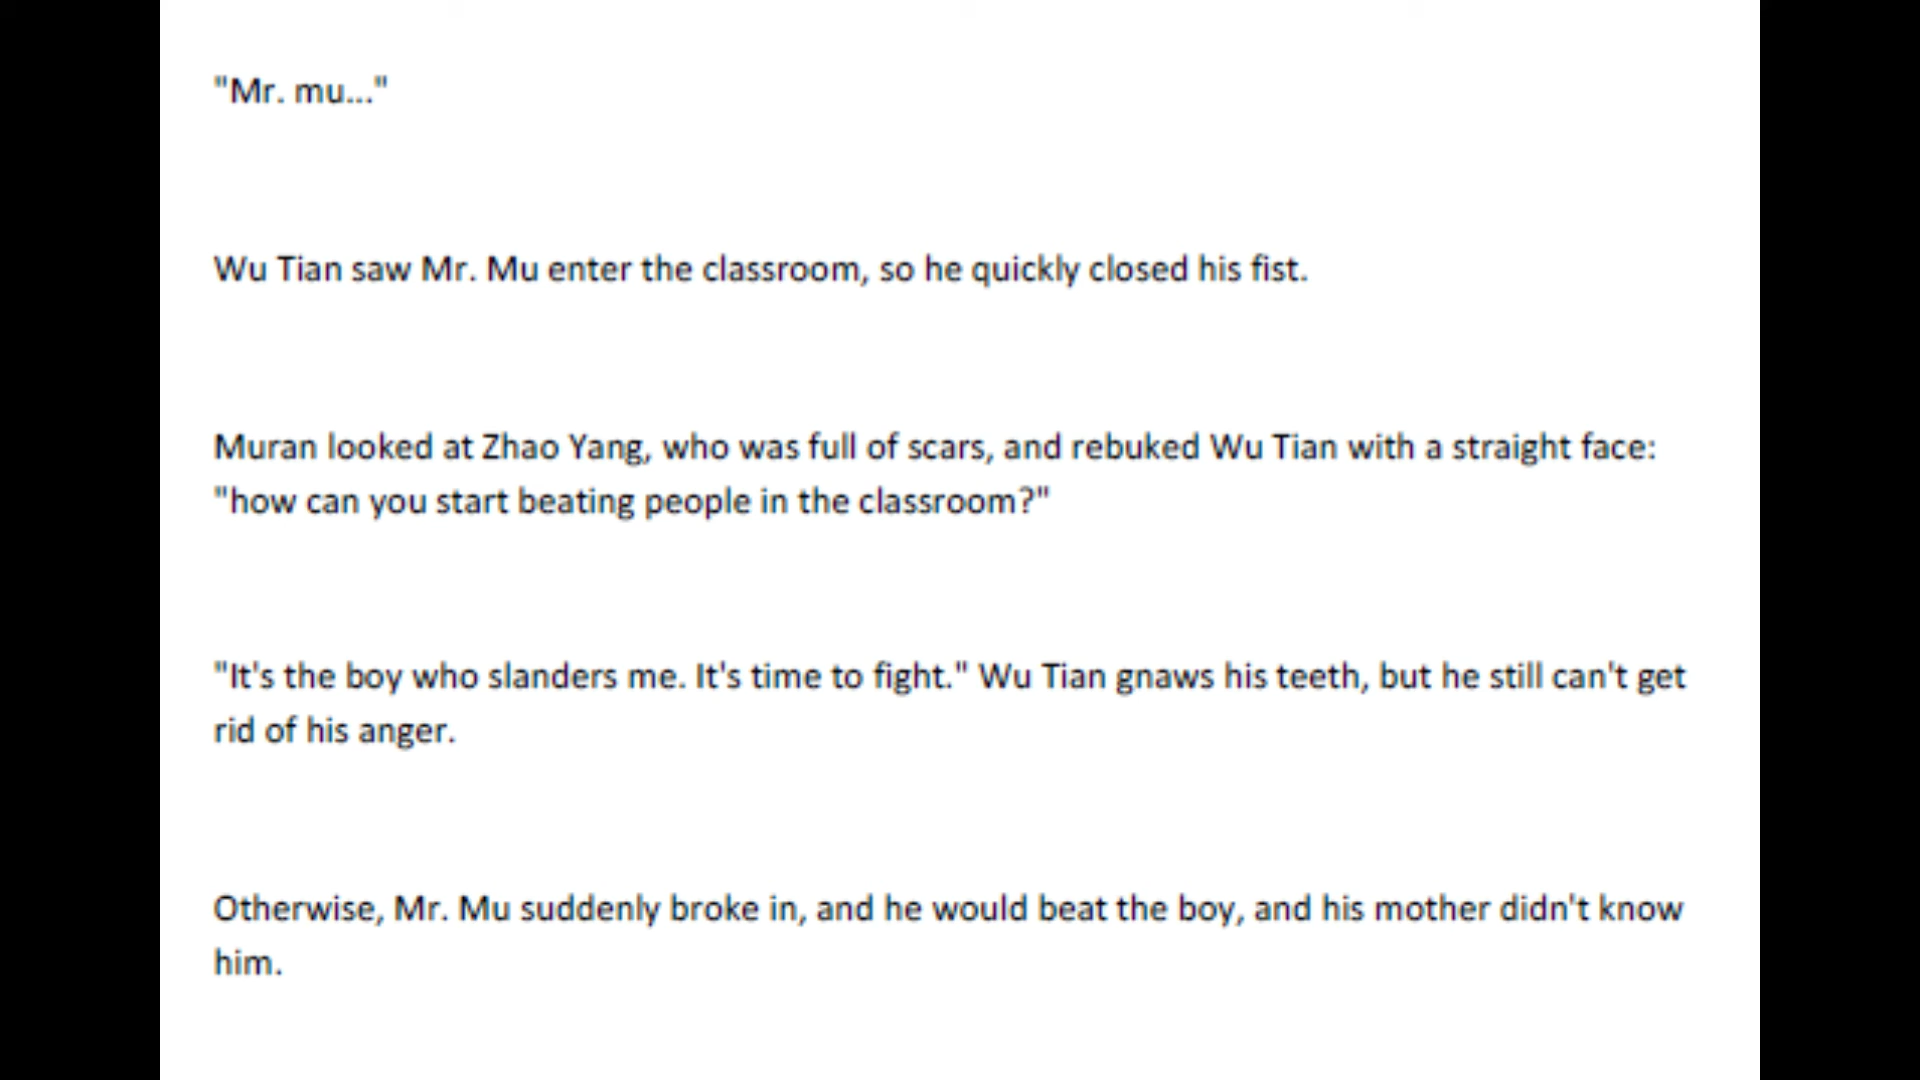 "Mr. mu..."
Wu Tian saw Mr. Mu enter the classroom, so he quickly closed his fist.
Muran looked at Zhao Yang, who was full of scars, and rebuked Wu Tian with a straight face:
"how can you start beating people in the classroom?"
"It's the boy who slanders me. It's time to fight." Wu Tian gnaws his teeth, but he still can't get
rid of his anger.
Otherwise, Mr. Mu suddenly broke in, and he would beat the boy, and his mother didn't know
him.